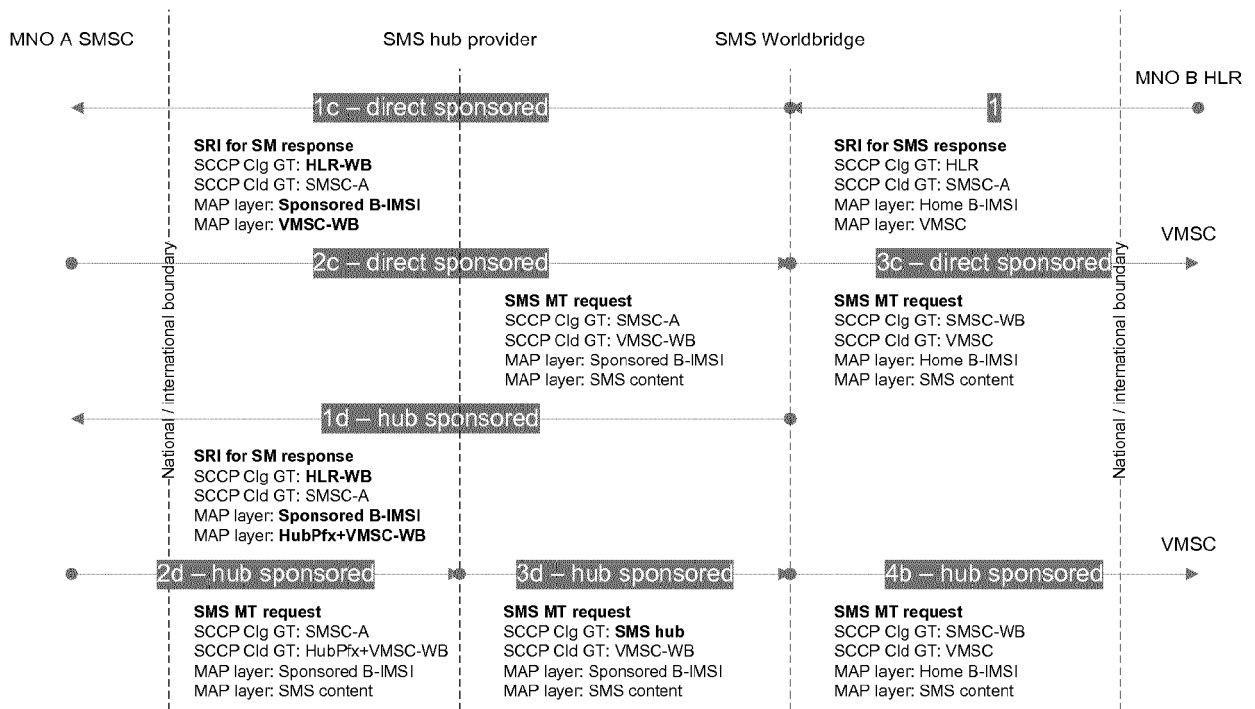 MNO A SMSC
SMS hub provider
SMS Worldbridge
MNO B HLR
1c – direct sponsored
1
SRI for SM response
SCCP Clg GT: HLR-WB
SCCP Cld GT: SMSC-A
MAP layer: Sponsored B-IMSI
MAP layer: VMSC-WB
SRI for SMS response
SCCP Clg GT: HLR
SCCP Cld GT: SMSC-A
MAP layer: Home B-IMSI
MAP layer: VMSC
VMSC
2c – direct sponsored
3c – direct sponsored
SMS MT request
SCCP Clg GT: SMSC-A
SCCP Cld GT: VMSC-WB
MAP layer: Sponsored B-IMSI
MAP layer: SMS content
SMS MT request
SCCP Clg GT: SMSC-WB
SCCP Cld GT: VMSC
MAP layer: Home B-IMSI
MAP layer: SMS content
National / international boundary
National / international boundary
1d – hub sponsored
SRI for SM response
SCCP Clg GT: HLR-WB
SCCP Cld GT: SMSC-A
MAP layer: Sponsored B-IMSI
MAP layer: HubPfx+VMSC-WB
VMSC
2d – hub sponsored
3d – hub sponsored
4b – hub sponsored
SMS MT request
SCCP Clg GT: SMSC-A
SCCP Cld GT: HubPfx+VMSC-WB
MAP layer: Sponsored B-IMSI
MAP layer: SMS content
SMS MT request
SCCP Clg GT: SMS hub
SCCP Cld GT: VMSC-WB
MAP layer: Sponsored B-IMSI
MAP layer: SMS content
SMS MT request
SCCP Clg GT: SMSC-WB
SCCP Cld GT: VMSC
MAP layer: Home B-IMSI
MAP layer: SMS content